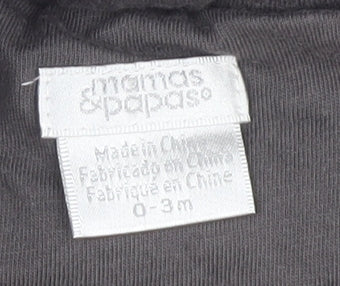 mamas
&papas
Made in China
Fabricado en China
Fabriqué en Chine
0-3 m